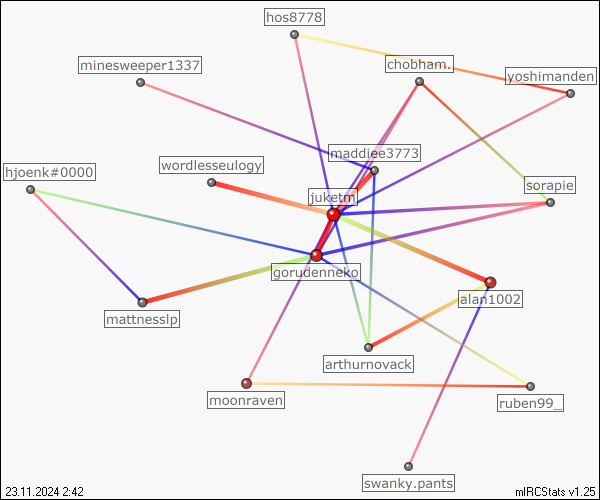 hos8778
minesweeper1337
chobham.
yoshimanden
maddiee3773
wordlesseulogy
hjoenk#0000
sorapie
juketm
gorudenneko
alan1002
mattnesslp
arthurnovack
moonraven
ruben99_
swanky.pants
23.11.2024 2:42
mIRCStats v1.25